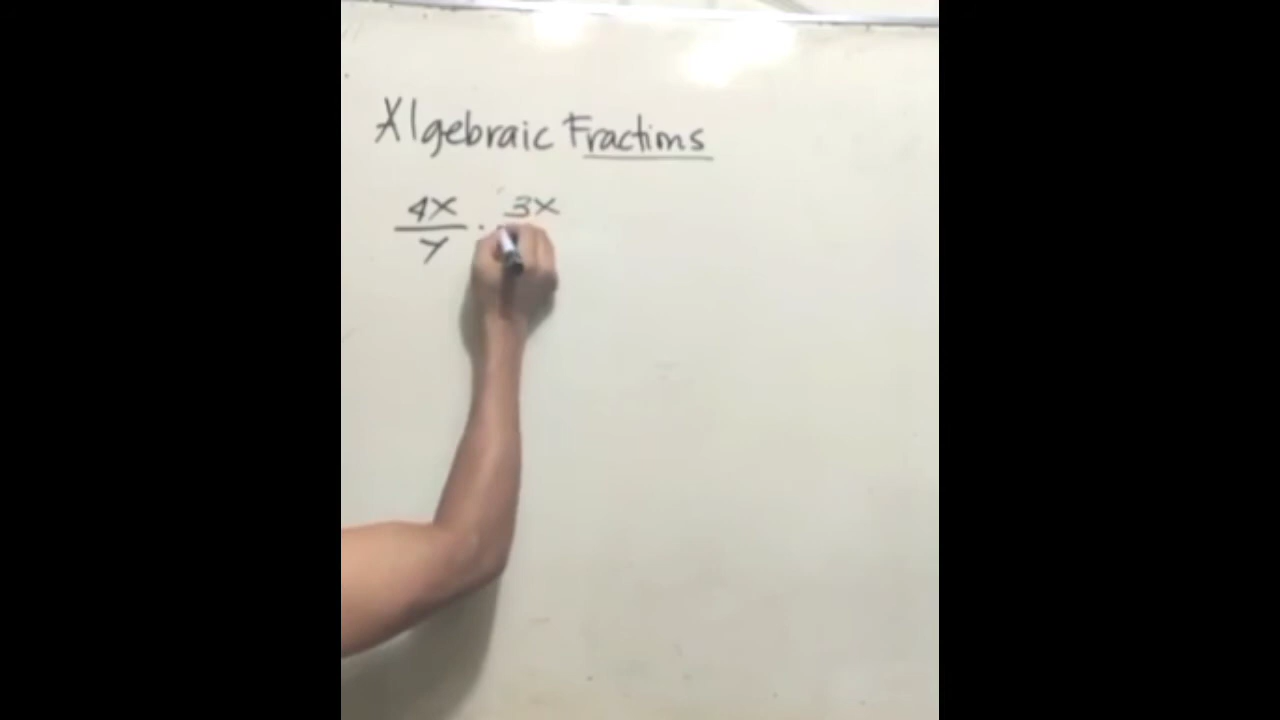 Algebraic Fractions
4X 3X
— ·
Y